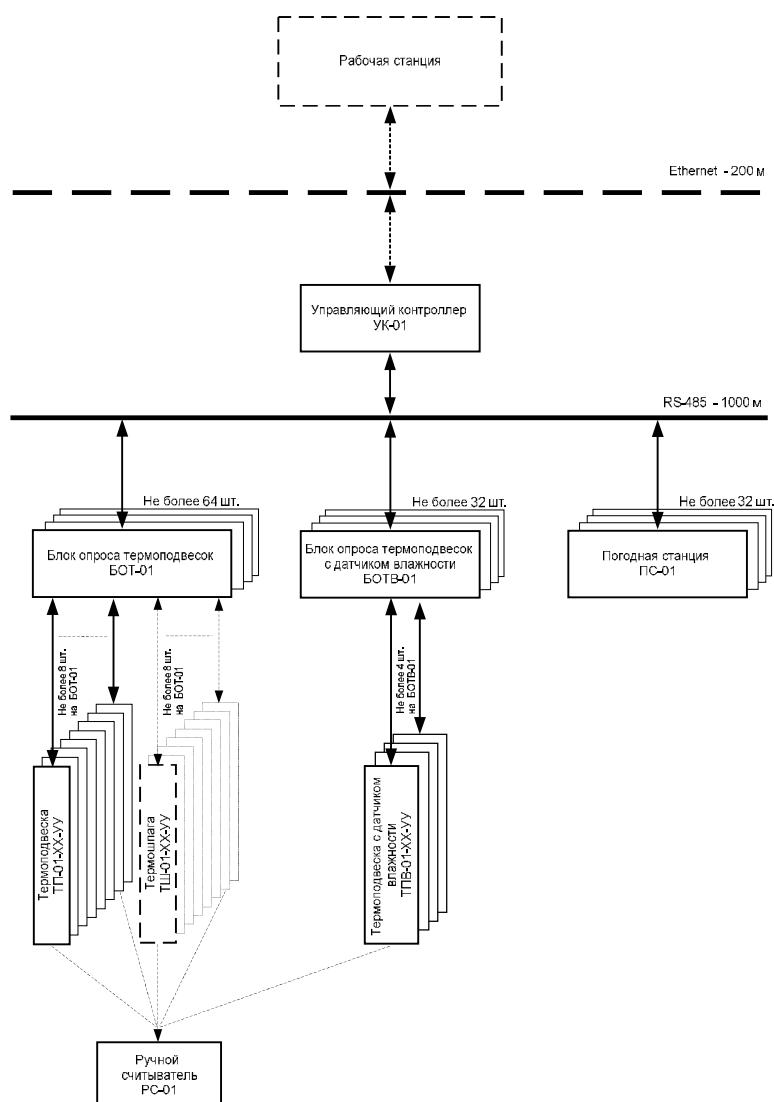 Рабочая станция
Ethernet - 200 м
Управляющий контроллер
УК-01
RS-485 - 1000 м
Не более 64 шт.
Не более 32 шт.
Не более 32 шт.
Блок опроса термоподвесок
БОТ-01
Блок опроса термоподвесок
с датчиком влажности
БОТВ-01
Погодная станция
ПС-01
Не более 8 шт.
на БОТ-01
Не более 8 шт.
на БОТ-01
Не более 4 шт.
на БОТВ-01
Термоподвеска
ТП-01-ХХ-УУ
Термошпага
ТШ-01-ХХ-УУ
Термоподвеска с датчиком
влажности
ТПВ-01-ХХ-УУ
Ручной
считыватель
РС-01